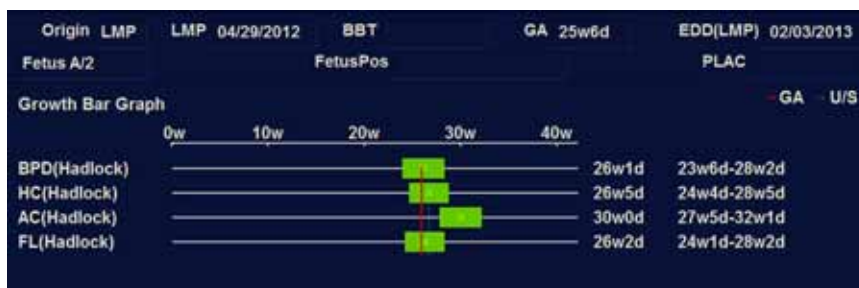 Origin LMP LMP 04/29/2012 BBT GA 25w6d EDD(LMP) 02/03/2013
Fetus A/2 FetusPos PLAC
Growth Bar Graph GA U/S
0w 10w 20w 30w 40w
BPD(Hadlock) 26w1d 23w6d-28w2d
HC(Hadlock) 26w5d 24w4d-28w5d
AC(Hadlock) 30w0d 27w5d-32w1d
FL(Hadlock) 26w2d 24w1d-28w2d